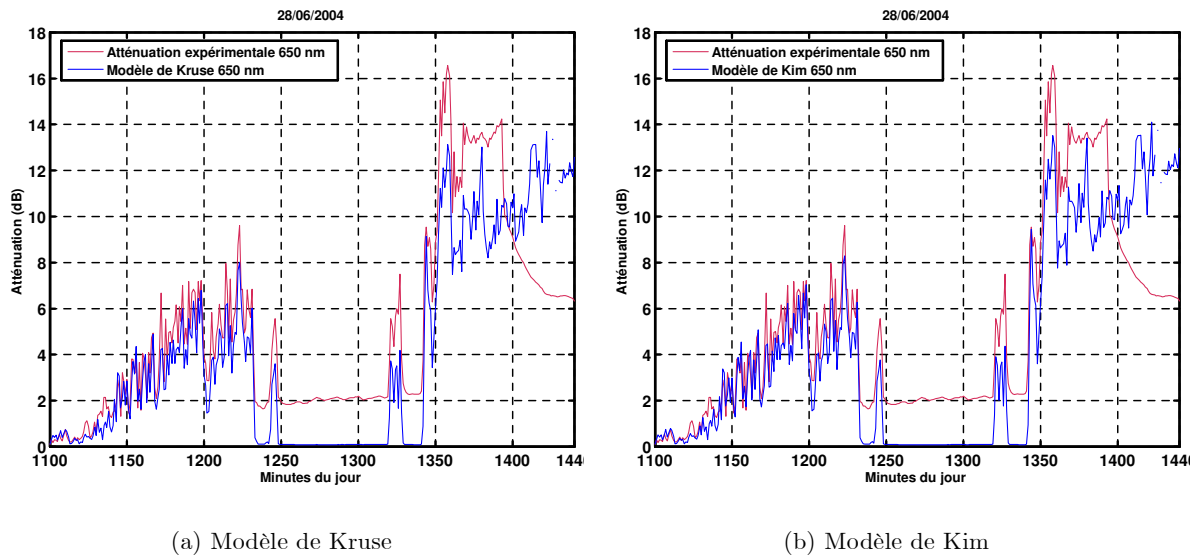 28/06/2004
Atténuation expérimentale 650 nm
Modèle de Kruse 650 nm
Atténuation (dB)
18
16
14
12
10
8
6
4
2
0
1100 1150 1200 1250 1300 1350 1400 1440
Minutes du jour
(a) Modèle de Kruse
28/06/2004
Atténuation expérimentale 650 nm
Modèle de Kim 650 nm
Atténuation (dB)
18
16
14
12
10
8
6
4
2
0
1100 1150 1200 1250 1300 1350 1400 1440
Minutes du jour
(b) Modèle de Kim